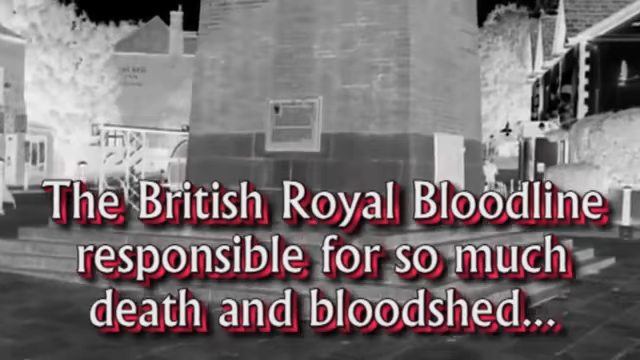 The British Royal Bloodline
responsible for so much
death and bloodshed...